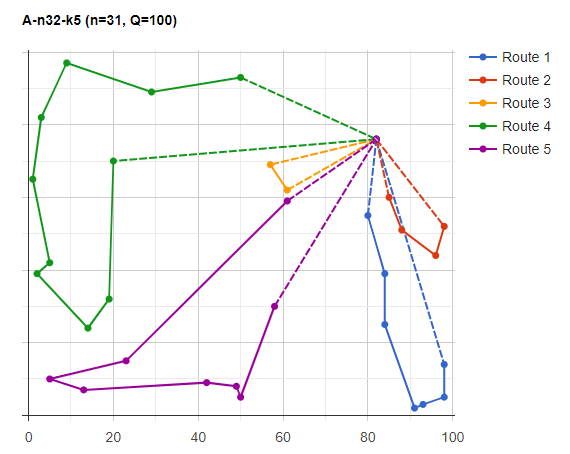 A-n32-k5 (n=31, Q=100)
Route 1
Route 2
Route 3
Route 4
Route 5
0 20 40 60 80 100